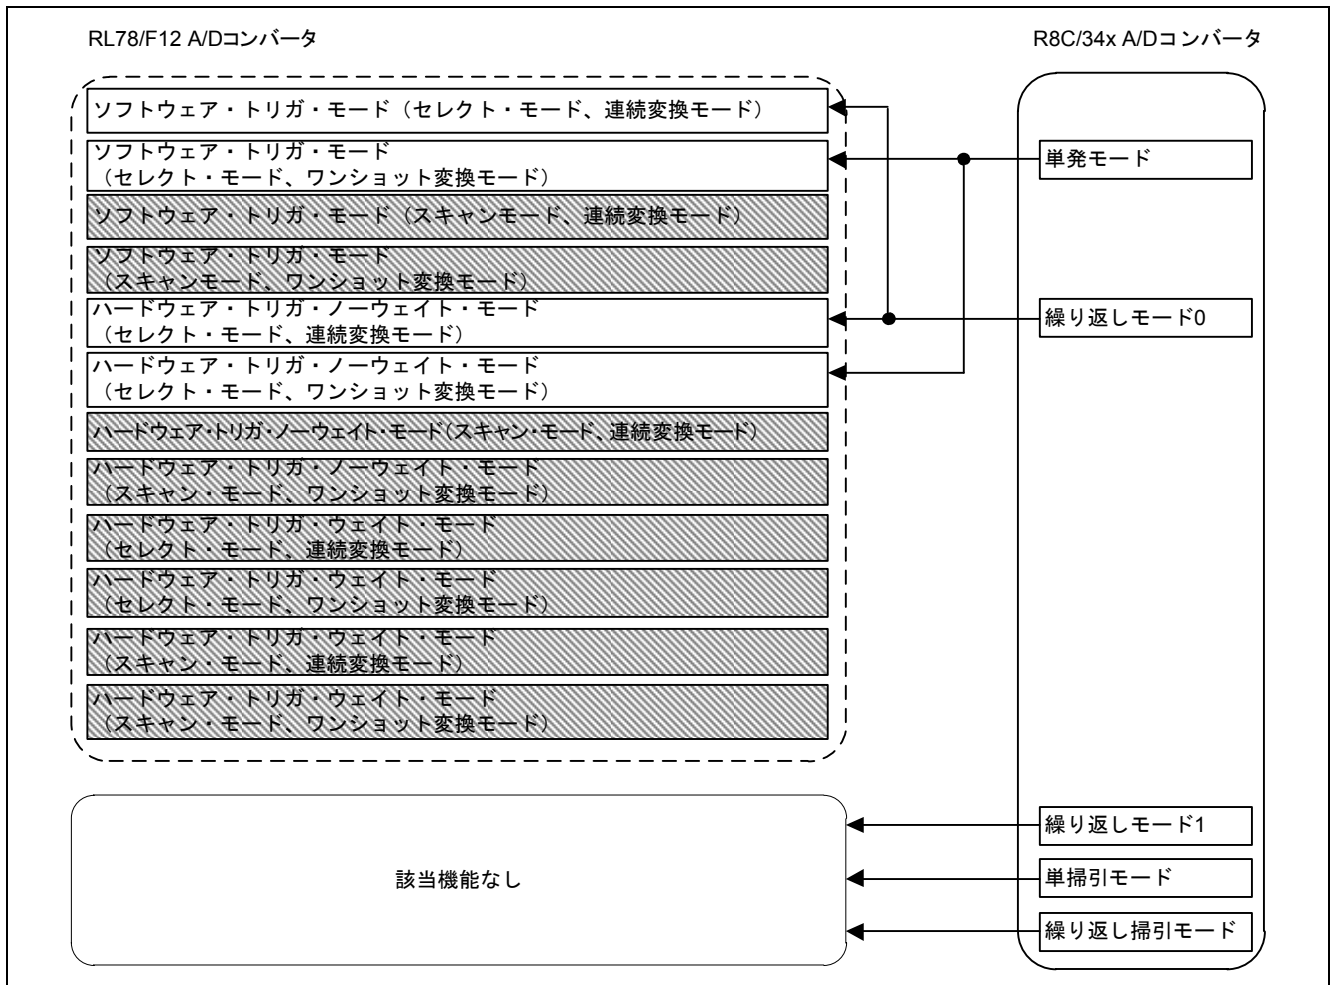 RL78/F12 A/Dコンバータ
R8C/34x A/Dコンバータ
ソフトウェア・トリガ・モード（セレクト・モード、連続変換モード）
ソフトウェア・トリガ・モード
（セレクト・モード、ワンショット変換モード）
ソフトウェア・トリガ・モード（スキャンモード、連続変換モード）
ソフトウェア・トリガ・モード
（スキャンモード、ワンショット変換モード）
ハードウェア・トリガ・ノーウェイト・モード
（セレクト・モード、連続変換モード）
ハードウェア・トリガ・ノーウェイト・モード
（セレクト・モード、ワンショット変換モード）
ハードウェア・トリガ・ノーウェイト・モード（スキャン・モード、連続変換モード）
ハードウェア・トリガ・ノーウェイト・モード
（スキャン・モード、ワンショット変換モード）
ハードウェア・トリガ・ウェイト・モード
（セレクト・モード、連続変換モード）
ハードウェア・トリガ・ウェイト・モード
（セレクト・モード、ワンショット変換モード）
ハードウェア・トリガ・ウェイト・モード
（スキャン・モード、連続変換モード）
ハードウェア・トリガ・ウェイト・モード
（スキャン・モード、ワンショット変換モード）
該当機能なし
単発モード
繰り返しモード0
繰り返しモード1
単掃引モード
繰り返し掃引モード